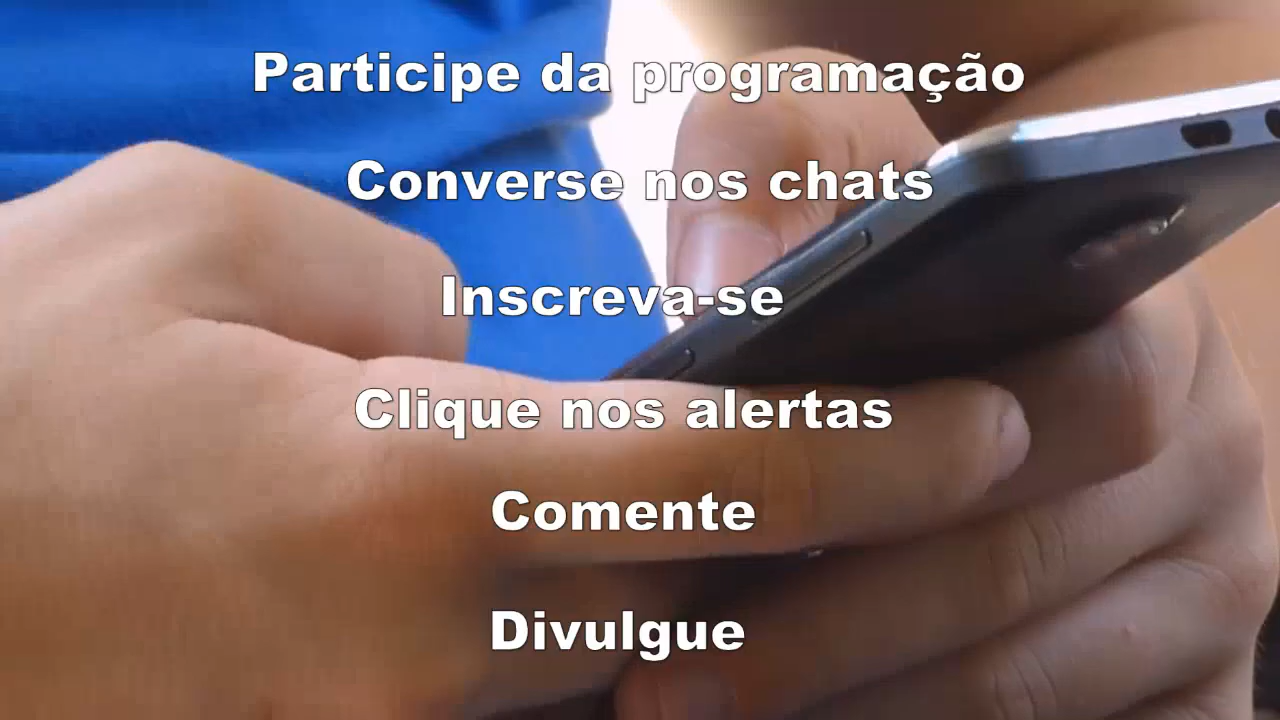 Participe da programação
Converse nos chats
Inscreva-se
Clique nos alertas
Comente
Divulgue